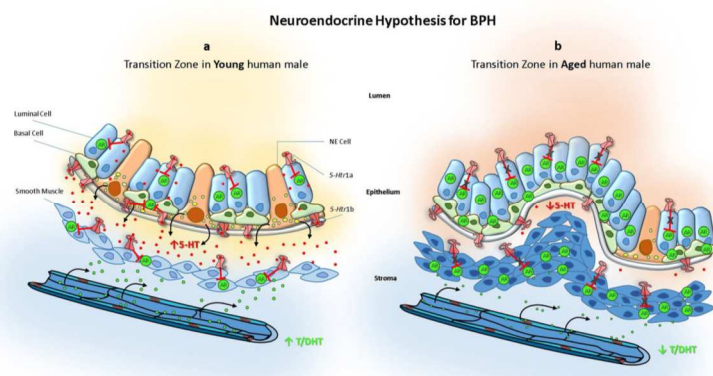 Neuroendocrine Hypothesis for BPH
a
Transition Zone in Young human male
b
Transition Zone in Aged human male
Lumen
Luminal Cell
Basal Cell
NE Cell
5-Htr1a
Smooth Muscle
Epithelium
5-Htr1b
↓5-HT
↑5-HT
Stroma
↑ T/DHT
↓ T/DHT